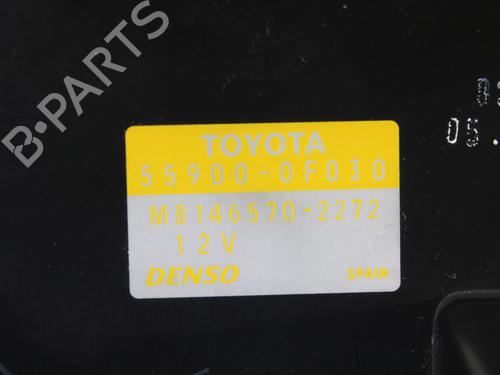 B-PARTS
05.
TOYOTA
55900-0F030
MB146570-2272
12V
DENSO SPAIN